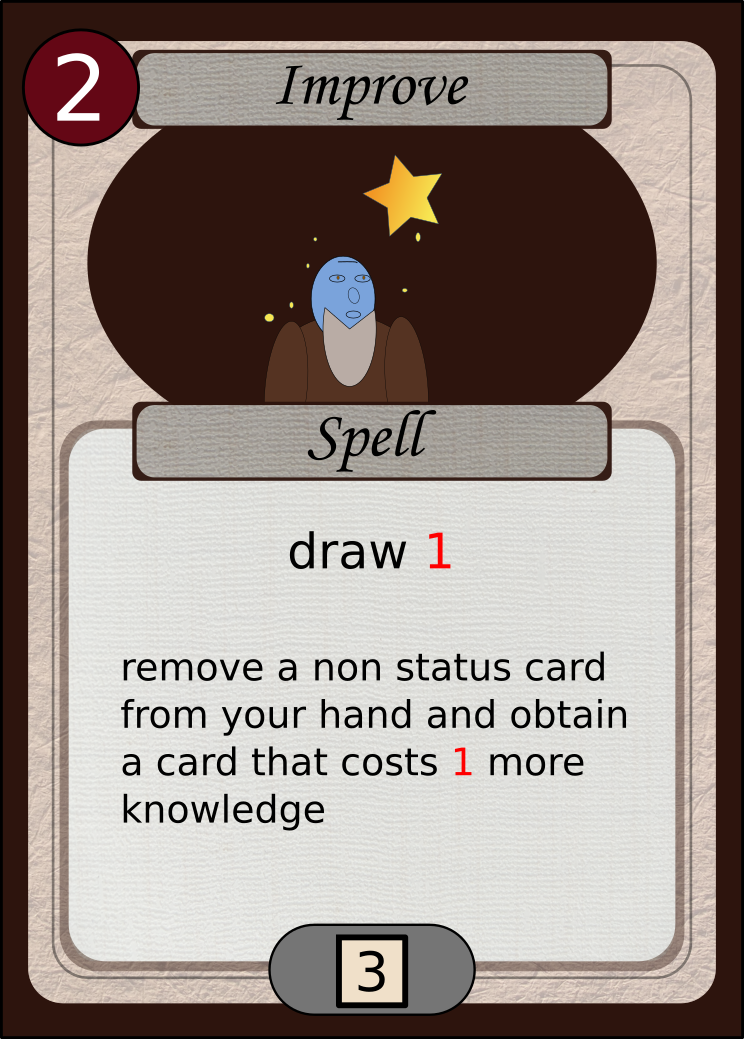 2
Improve
Spell
draw 1
remove a non status card
from your hand and obtain
a card that costs 1 more
knowledge
3